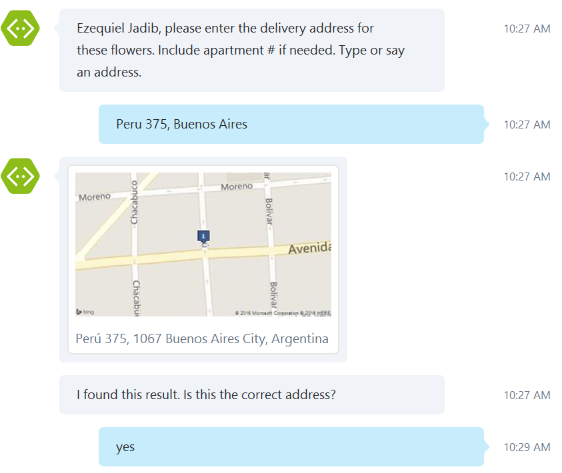 Ezequiel Jadib, please enter the delivery address for
these flowers. Include apartment # if needed. Type or say
an address.
10:27 AM
Peru 375, Buenos Aires
10:27 AM
10:27 AM
Moreno
Moreno
Chacabuco
Bolivar
1
Avenida
Chacabu
Bolivar
bing
© 2016 Microsoft Corporation © 2016 HERE
Perú 375, 1067 Buenos Aires City, Argentina
I found this result. Is this the correct address?
10:27 AM
yes
10:29 AM